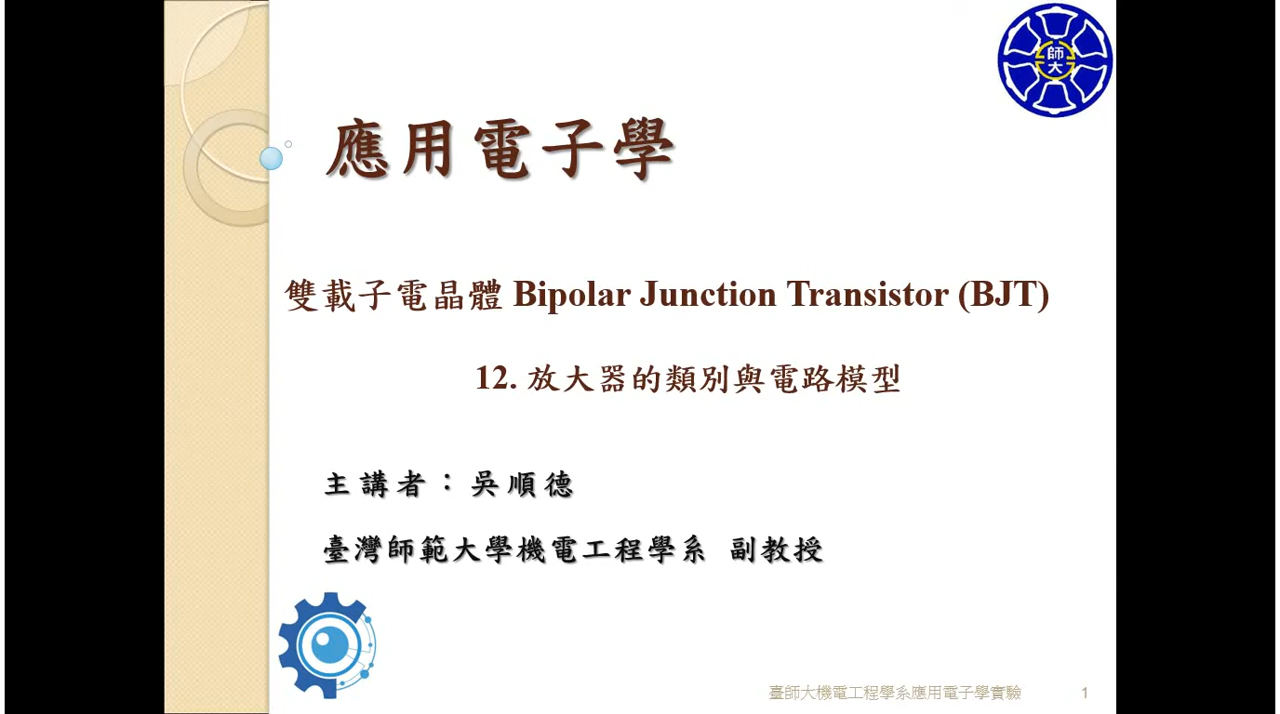 師大
應用電子學
雙載子電晶體 Bipolar Junction Transistor (BJT)
12. 放大器的類別與電路模型
主講者：吳順德
臺灣師範大學機電工程學系 副教授
臺師大機電工程學系應用電子學實驗 1